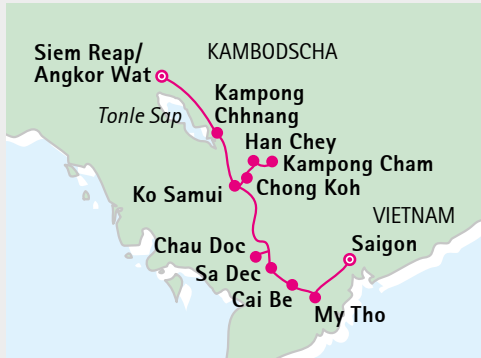 Siem Reap/
Angkor Wat
KAMBODSCHA
Tonle Sap
Kampong
Chhnang
Han Chey
Kampong Cham
Chong Koh
Ko Samui
VIETNAM
Chau Doc
Saigon
Sa Dec
Cai Be
My Tho